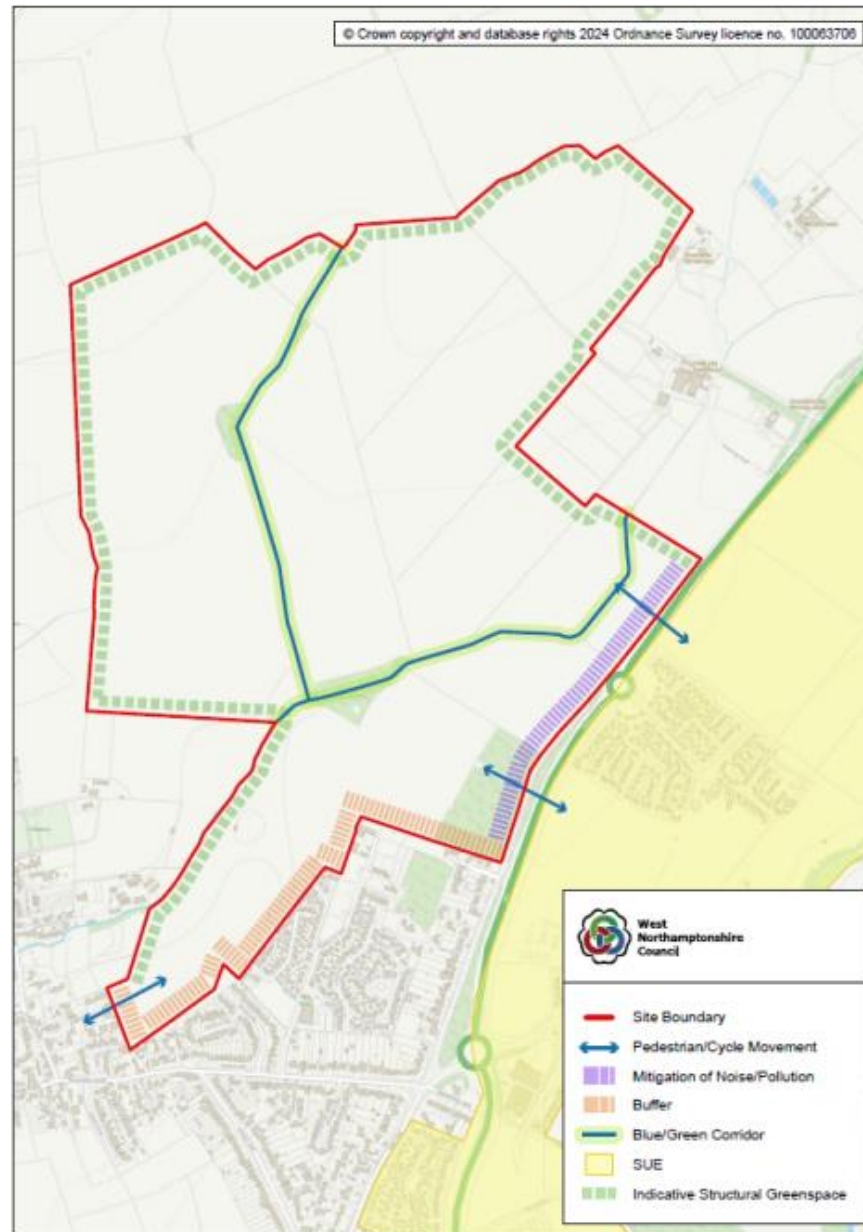 © Crown copyright and database rights 2024 Ordnance Survey licence no. 100063706
West
Northamptonshire
Council
Site Boundary
Pedestrian/Cycle Movement
Mitigation of Noise/Pollution
Buffer
Blue/Green Corridor
SUE
Indicative Structural Greenspace